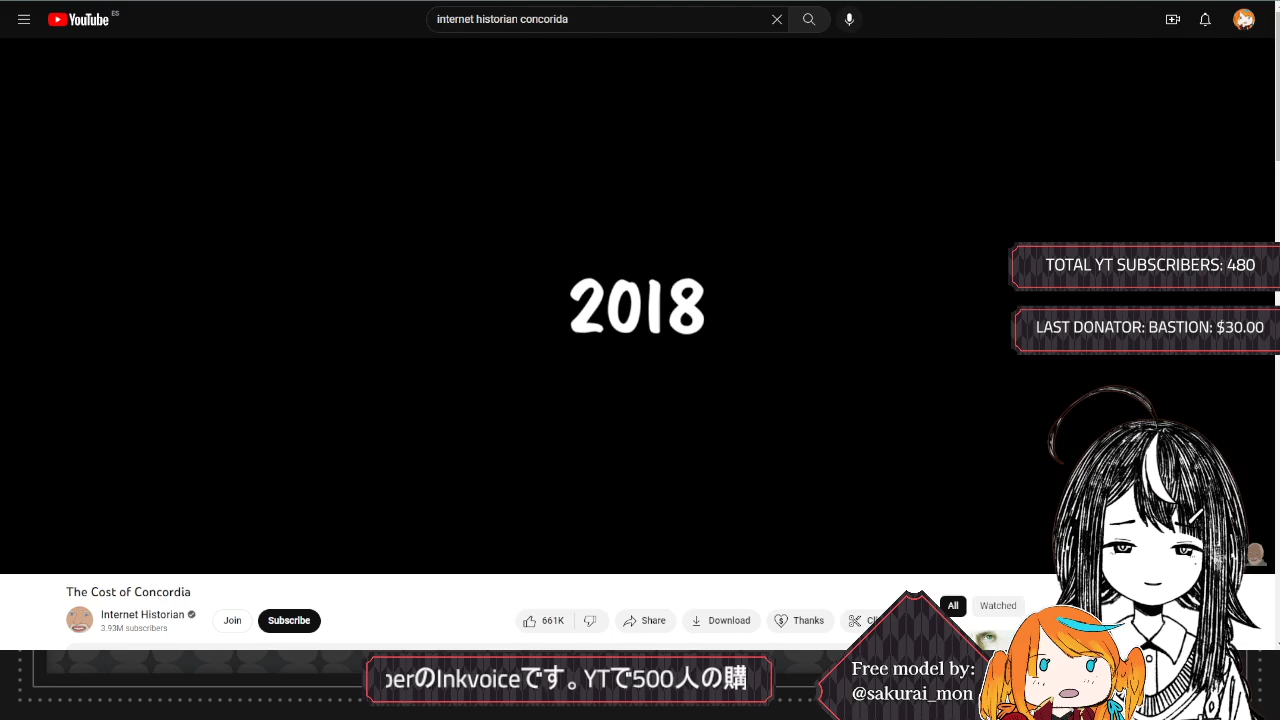 YouTube ES
internet historian concorida
2018
TOTAL YT SUBSCRIBERS: 480
LAST DONATOR: BASTION: $30.00
The Cost of Concordia
Internet Historian
3.93M subscribers
Join
Subscribe
661K
Share
Download
Thanks
All
Watched
berのInkvoiceです。YTで500人の購
Free model by:
@sakurai_mon